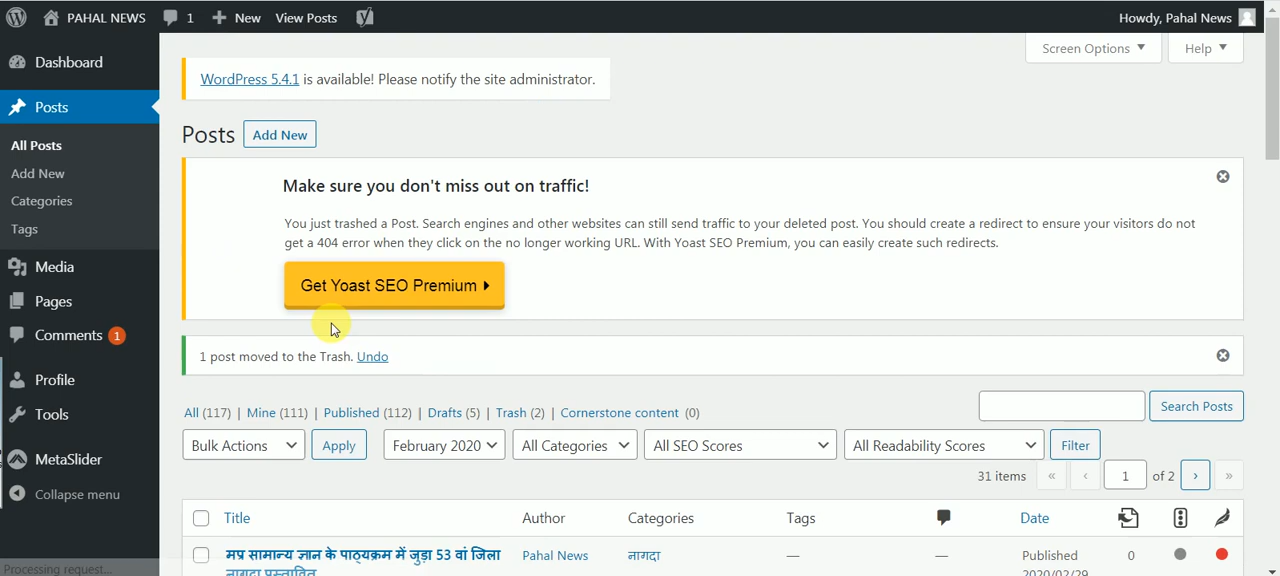 PAHAL NEWS 1 New View Posts Howdy, Pahal News
Screen Options Help
Dashboard
Posts
All Posts
Add New
Categories
Tags
Media
Pages
Comments 1
Profile
Tools
MetaSlider
Collapse menu
Processing request...
WordPress 5.4.1 is available! Please notify the site administrator.
Posts Add New
Make sure you don't miss out on traffic!
You just trashed a Post. Search engines and other websites can still send traffic to your deleted post. You should create a redirect to ensure your visitors do not
get a 404 error when they click on the no longer working URL. With Yoast SEO Premium, you can easily create such redirects.
Get Yoast SEO Premium
1 post moved to the Trash. Undo
All (117) | Mine (111) | Published (112) | Drafts (5) | Trash (2) | Cornerstone content (0)
Search Posts
Bulk Actions Apply February 2020 All Categories All SEO Scores All Readability Scores Filter
31 items « ‹ 1 of 2 › »
Title Author Categories Tags Date
मप्र सामान्य ज्ञान के पाठ्यक्रम में जुड़ा 53 वां जिला Pahal News नागदा — — Published 0
नागदा प्रस्तावित 2020/02/29